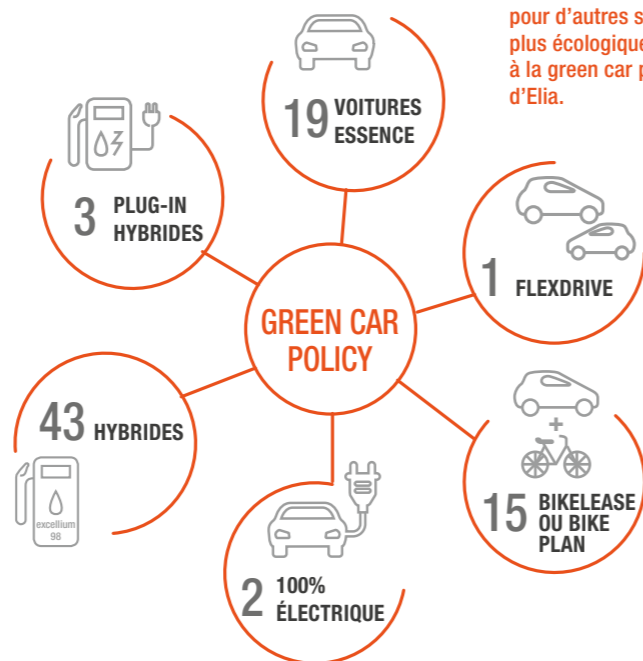 pour d'autres s
plus écologique
à la green car p
d'Elia.
19 VOITURES
ESSENCE
3 PLUG-IN
HYBRIDES
1 FLEXDRIVE
GREEN CAR
POLICY
43 HYBRIDES
excellium
98
+
15 BIKELEASE
OU BIKE
PLAN
2 100%
ÉLECTRIQUE